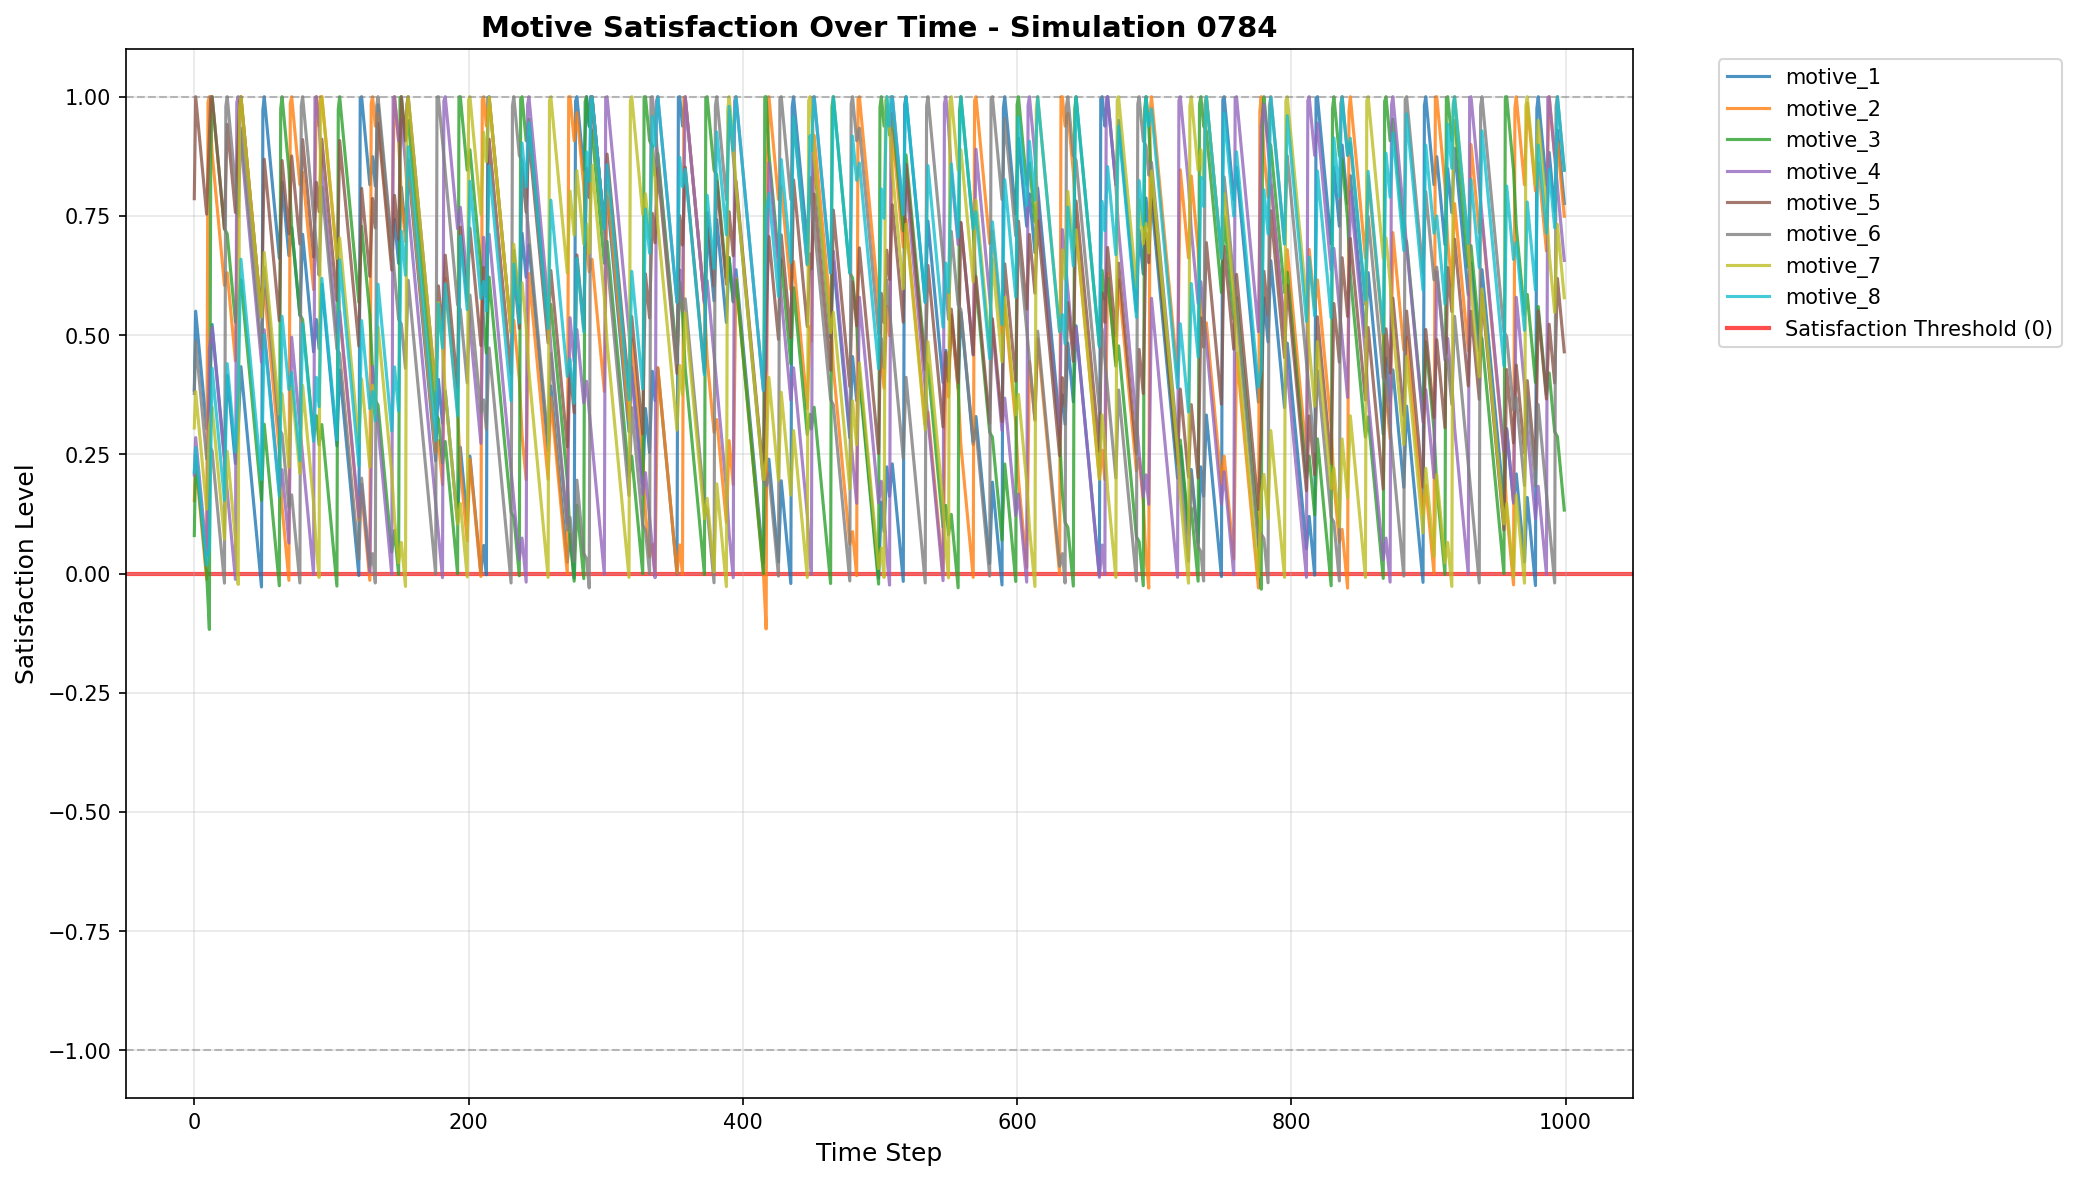 Motive Satisfaction Over Time - Simulation 0784
Satisfaction Level
1.00
0.75
0.50
0.25
0.00
−0.25
−0.50
−0.75
−1.00
0
200
400
600
800
1000
Time Step
motive_1
motive_2
motive_3
motive_4
motive_5
motive_6
motive_7
motive_8
Satisfaction Threshold (0)